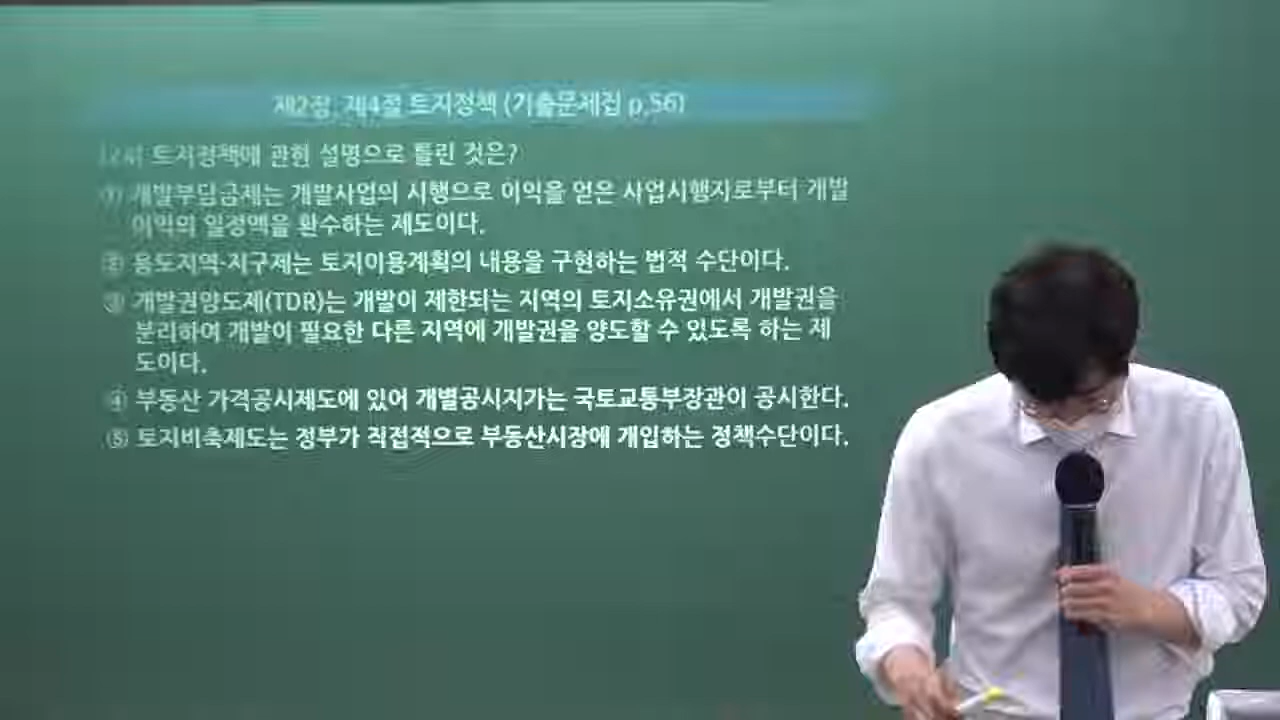 제2장, 제4절 토지정책 (기출문제집 p.56)
토지정책에 관한 설명으로 틀린 것은?
① 개발부담금제는 개발사업의 시행으로 이익을 얻은 사업시행자로부터 개발
이익의 일정액을 환수하는 제도이다.
② 용도지역·지구제는 토지이용계획의 내용을 구현하는 법적 수단이다.
③ 개발권양도제(TDR)는 개발이 제한되는 지역의 토지소유권에서 개발권을
분리하여 개발이 필요한 다른 지역에 개발권을 양도할 수 있도록 하는 제
도이다.
④ 부동산 가격공시제도에 있어 개별공시지가는 국토교통부장관이 공시한다.
⑤ 토지비축제도는 정부가 직접적으로 부동산시장에 개입하는 정책수단이다.